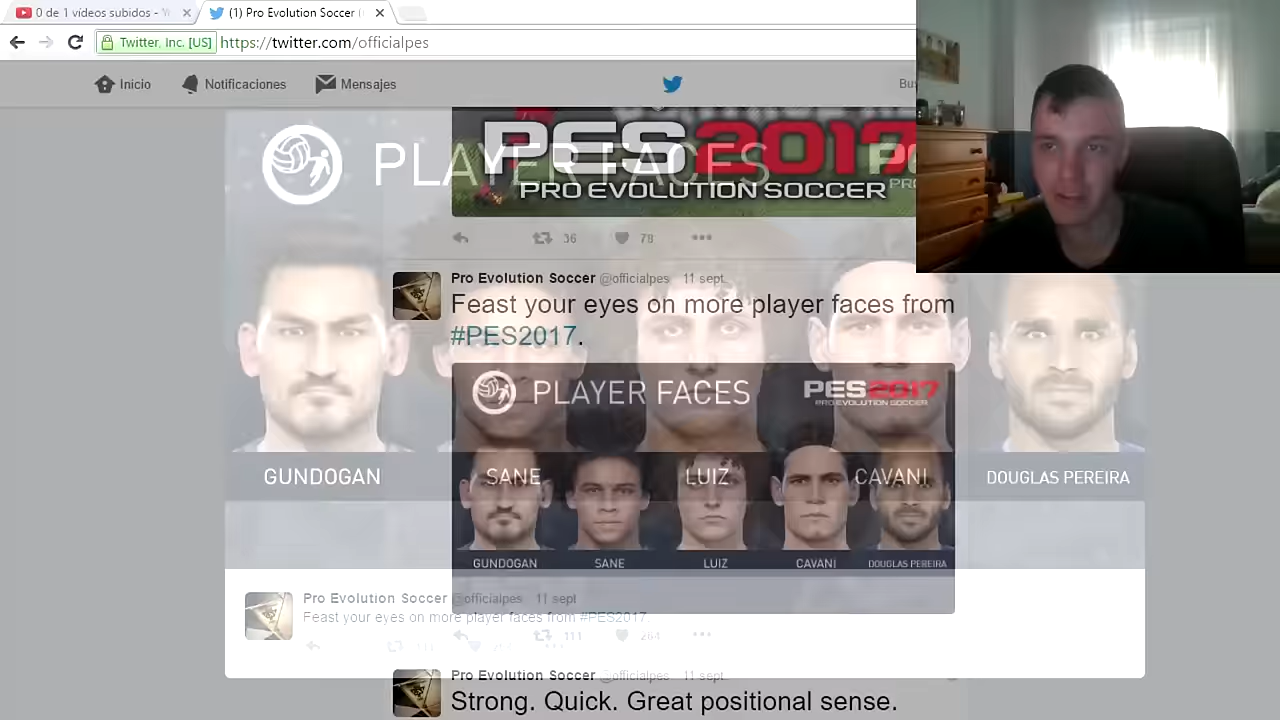 0 de 1 vídeos subidos - Y
(1) Pro Evolution Soccer (
Twitter, Inc. [US]
https://twitter.com/officialpes
Inicio
Notificaciones
Mensajes
Bus
PES 2017
PRO EVOLUTION SOCCER
PLAYER FACES
36
78
Pro Evolution Soccer @officialpes 11 sept.
Feast your eyes on more player faces from
#PES2017.
PLAYER FACES
PES2017
PRO EVOLUTION SOCCER
GUNDOGAN
SANE
LUIZ
CAVANI
DOUGLAS PEREIRA
GUNDOGAN
SANE
LUIZ
CAVANI
DOUGLAS PEREIRA
Pro Evolution Soccer @officialpes 11 sept
Feast your eyes on more player faces from #PES2017.
111
264
Pro Evolution Soccer @officialpes 11 sept.
Strong. Quick. Great positional sense.